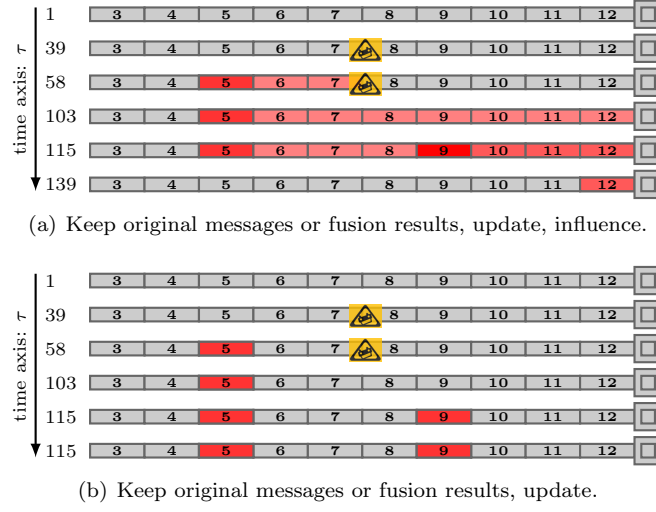 1 3 4 5 6 7 8 9 10 11 12
39 3 4 5 6 7 8 9 10 11 12
58 3 4 5 6 7 8 9 10 11 12
103 3 4 5 6 7 8 9 10 11 12
115 3 4 5 6 7 8 9 10 11 12
139 3 4 5 6 7 8 9 10 11 12
time axis: τ
(a) Keep original messages or fusion results, update, influence.
1 3 4 5 6 7 8 9 10 11 12
39 3 4 5 6 7 8 9 10 11 12
58 3 4 5 6 7 8 9 10 11 12
103 3 4 5 6 7 8 9 10 11 12
115 3 4 5 6 7 8 9 10 11 12
115 3 4 5 6 7 8 9 10 11 12
time axis: τ
(b) Keep original messages or fusion results, update.